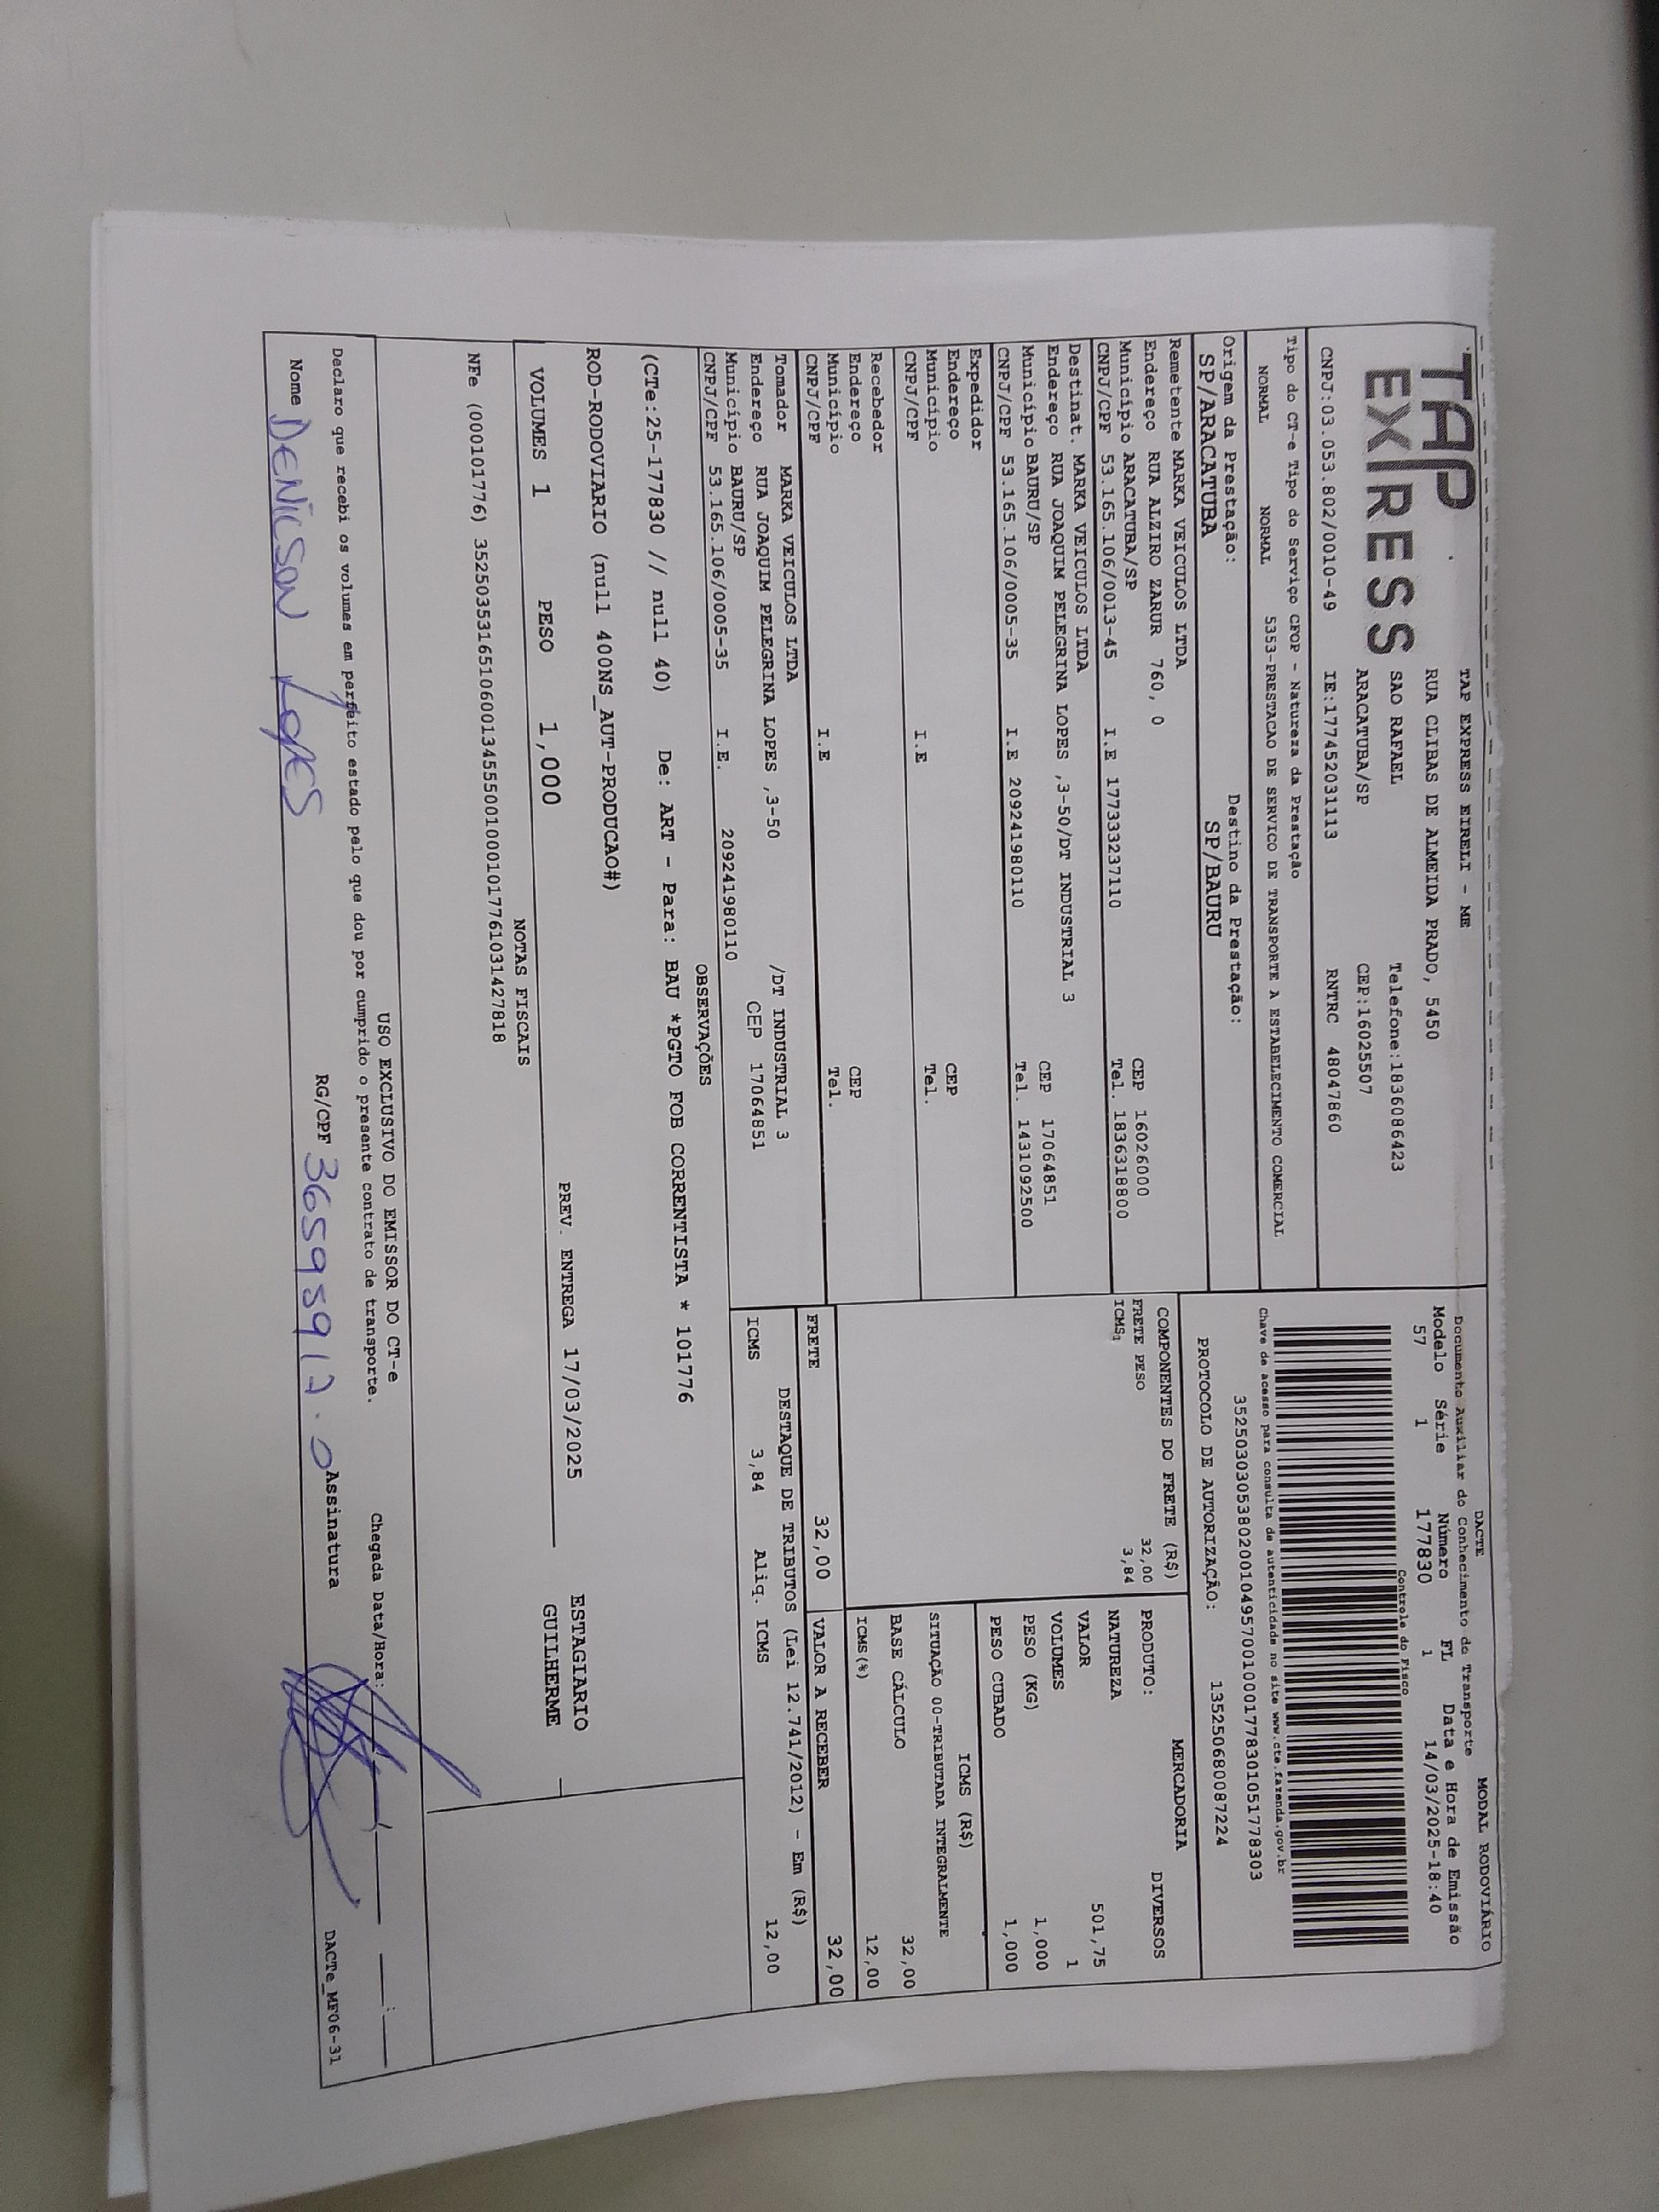 TAP EXPRESS
TAP EXPRESS EIRELI - ME
RUA CLIBAS DE ALMEIDA PRADO, 5450
SAO RAFAEL Telefone:1836086423
ARACATUBA/SP CEP:16025507
CNPJ:03.053.802/0010-49 IE:177452031113 RNTRC 48047860
DACTE MODAL RODOVIÁRIO
Documento Auxiliar do Conhecimento de Transporte
Modelo Série Número FL Data e Hora de Emissão
57 1 177830 1 14/03/2025-18:40
Controle do Fisco
Chave de acesso para consulta de autenticidade no site www.cte.fazenda.gov.br
35250303053802001049570010001778301051778303
PROTOCOLO DE AUTORIZAÇÃO: 135250680087224
Tipo do CT-e Tipo do Serviço CFOP - Natureza da Prestação
NORMAL NORMAL 5353-PRESTACAO DE SERVICO DE TRANSPORTE A ESTABELECIMENTO COMERCIAL
Origem da Prestação: Destino da Prestação:
SP/ARACATUBA SP/BAURU
Remetente MARKA VEICULOS LTDA
Endereço RUA ALZIRO ZARUR 760, 0 CEP 16026000
Município ARACATUBA/SP Tel. 1836318800
CNPJ/CPF 53.165.106/0013-45 I.E 177333237110
Destinat. MARKA VEICULOS LTDA
Endereço RUA JOAQUIM PELEGRINA LOPES ,3-50/DT INDUSTRIAL 3 CEP 17064851
Município BAURU/SP Tel. 1431092500
CNPJ/CPF 53.165.106/0005-35 I.E 209241980110
Expedidor
Endereço CEP
Município Tel.
CNPJ/CPF I.E
Recebedor
Endereço CEP
Município Tel.
CNPJ/CPF I.E
Tomador MARKA VEICULOS LTDA /DT INDUSTRIAL 3
Endereço RUA JOAQUIM PELEGRINA LOPES ,3-50 CEP 17064851
Município BAURU/SP
CNPJ/CPF 53.165.106/0005-35 I.E. 209241980110
COMPONENTES DO FRETE (R$)
FRETE PESO 32,00
ICMS1 3,84
MERCADORIA
PRODUTO: DIVERSOS
NATUREZA
VALOR 501,75
VOLUMES 1
PESO (KG) 1,000
PESO CUBADO 1,000
ICMS (R$)
SITUAÇÃO 00-TRIBUTADA INTEGRALMENTE
BASE CÁLCULO 32,00
ICMS(%) 12,00
FRETE 32,00 VALOR A RECEBER 32,00
DESTAQUE DE TRIBUTOS (Lei 12.741/2012) - Em (R$)
ICMS 3,84 Aliq. ICMS 12,00
OBSERVAÇÕES
(CTe:25-177830 // null 40) De: ART - Para: BAU *PGTO FOB CORRENTISTA * 101776
ROD-RODOVIARIO (null 400NS_AUT-PRODUCAO#)
VOLUMES 1 PESO 1,000 PREV. ENTREGA 17/03/2025 ESTAGIARIO
GUILHERME
NOTAS FISCAIS
NFe (000101776) 35250353165106001345550010001017761031427818
USO EXCLUSIVO DO EMISSOR DO CT-e
Declaro que recebi os volumes em perfeito estado pelo que dou por cumprido o presente contrato de transporte. Chegada Data/Hora:
Nome DENICSON LOPES RG/CPF Assinatura
DACTe_MF06-31